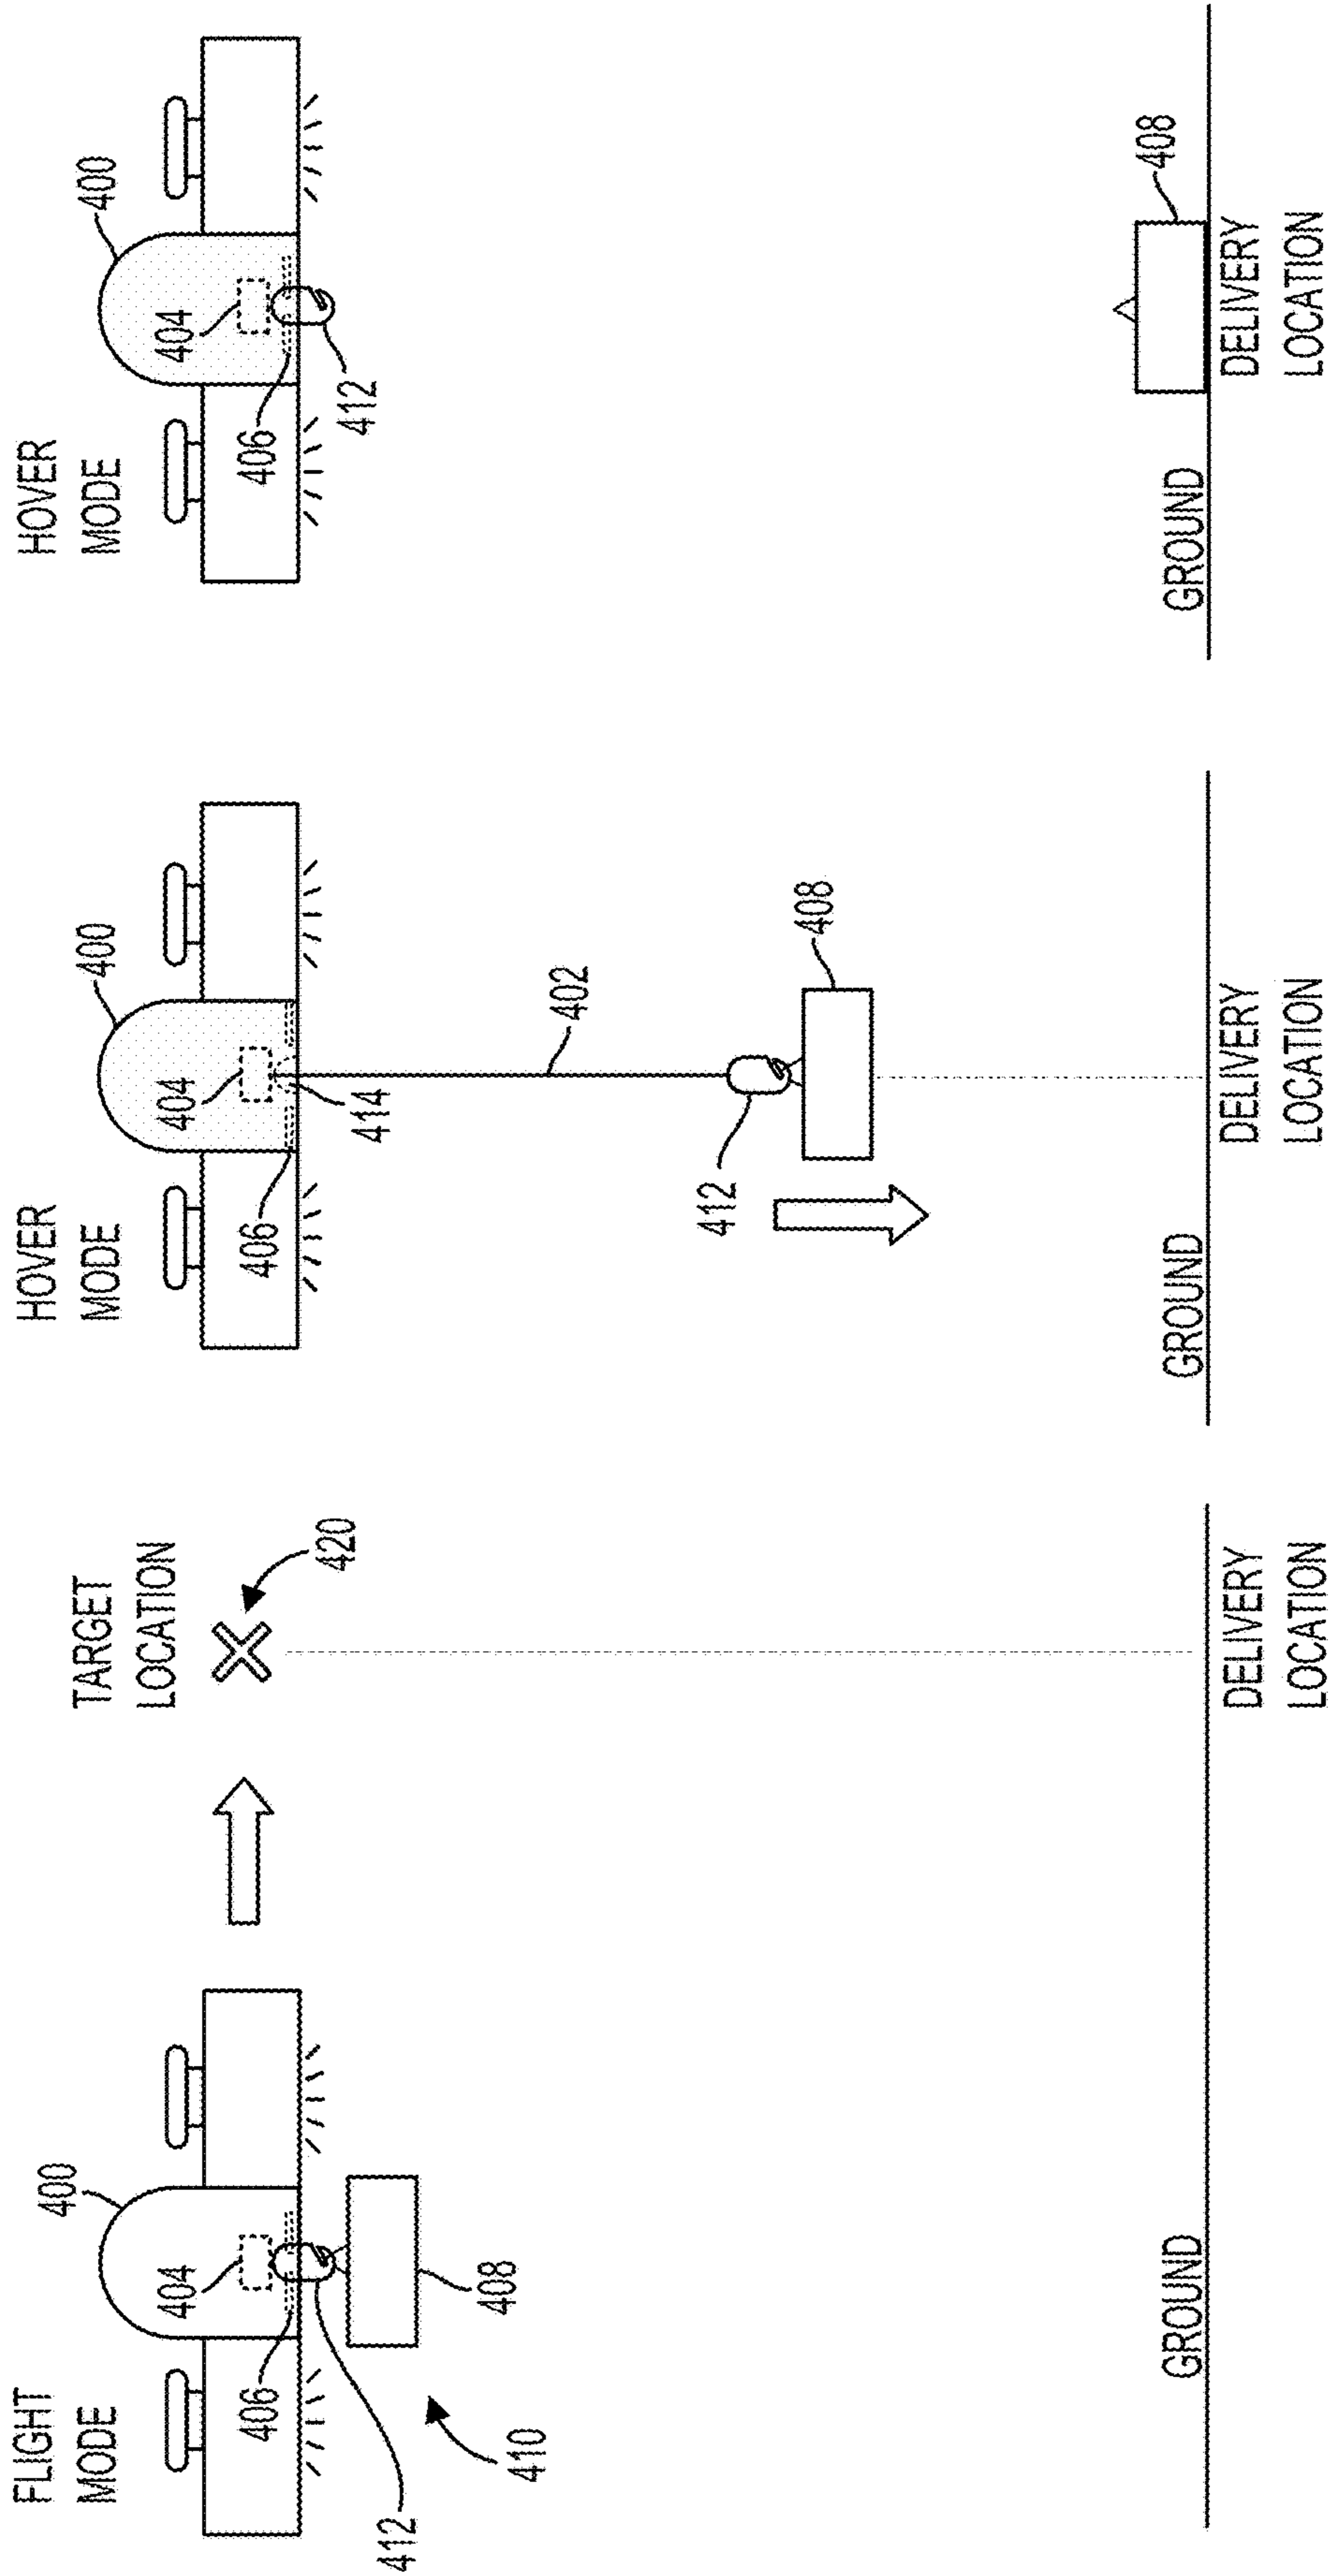 FLIGHT
MODE
400
404
406
412
408
410
TARGET
LOCATION
420
GROUND
DELIVERY
LOCATION
HOVER
MODE
400
404
406
414
402
412
408
GROUND
DELIVERY
LOCATION
HOVER
MODE
400
404
406
412
408
GROUND
DELIVERY
LOCATION